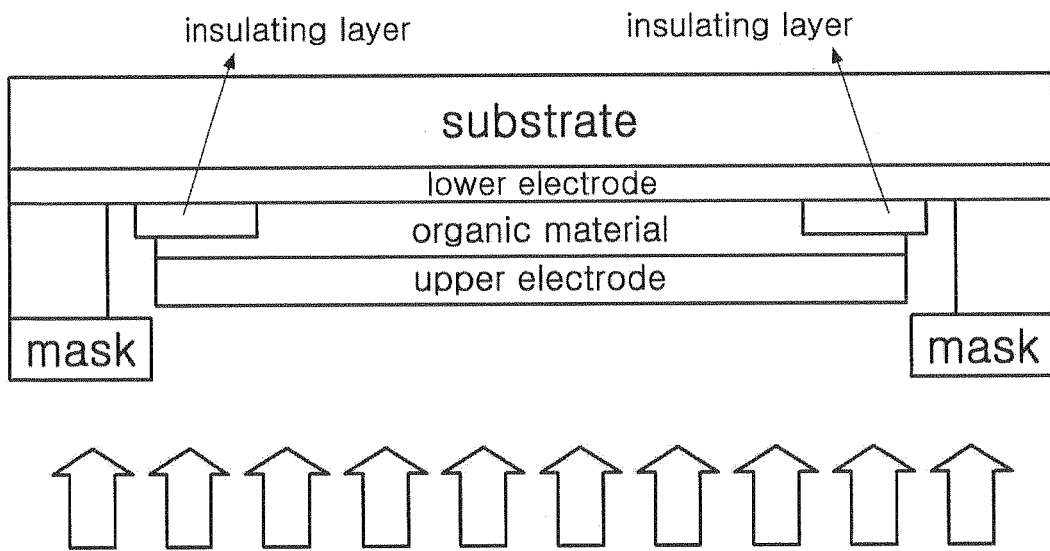 insulating layer
insulating layer
substrate
lower electrode
organic material
upper electrode
mask
mask